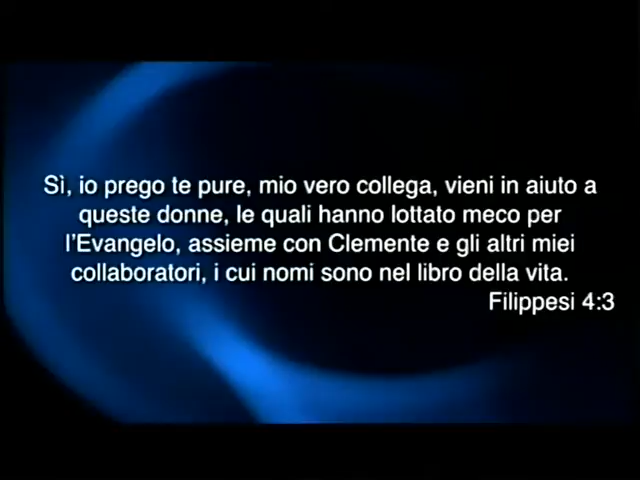 Sì, io prego te pure, mio vero collega, vieni in aiuto a
queste donne, le quali hanno lottato meco per
l'Evangelo, assieme con Clemente e gli altri miei
collaboratori, i cui nomi sono nel libro della vita.
Filippesi 4:3